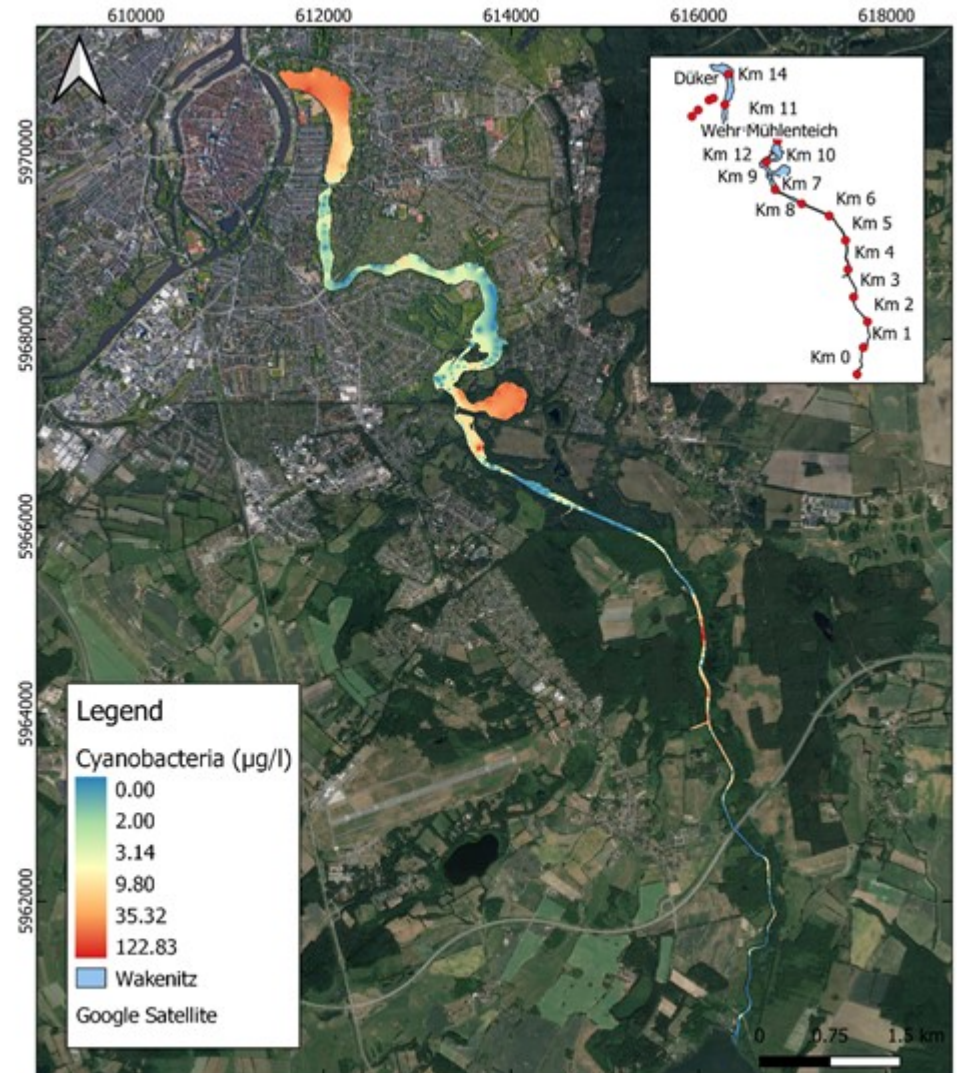 610000 612000 614000 616000 618000
5970000
5968000
5966000
5964000
5962000
Düker Km 14
Km 11
Wehr Mühlenteich
Km 12 Km 10
Km 9 Km 7
Km 8 Km 6
Km 5
Km 4
Km 3
Km 2
Km 1
Km 0
Legend
Cyanobacteria (µg/l)
0.00
2.00
3.14
9.80
35.32
122.83
Wakenitz
Google Satellite
0 0.75 1.5 km